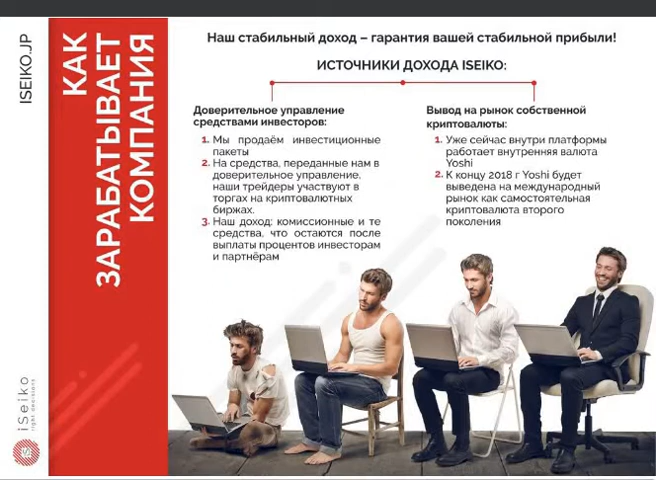 ISEIKO.JP
КАК
ЗАРАБАТЫВАЕТ
КОМПАНИЯ
iSeiko
right decisions
Наш стабильный доход – гарантия вашей стабильной прибыли!
ИСТОЧНИКИ ДОХОДА ISEIKO:
Доверительное управление
средствами инвесторов:
1. Мы продаём инвестиционные
пакеты
2. На средства, переданные нам в
доверительное управление,
наши трейдеры участвуют в
торгах на криптовалютных
биржах.
3. Наш доход: комиссионные и те
средства, что остаются после
выплаты процентов инвесторам
и партнёрам
Вывод на рынок собственной
криптовалюты:
1. Уже сейчас внутри платформы
работает внутренняя валюта
Yoshi
2. К концу 2018 г Yoshi будет
выведена на международный
рынок как самостоятельная
криптовалюта второго
поколения